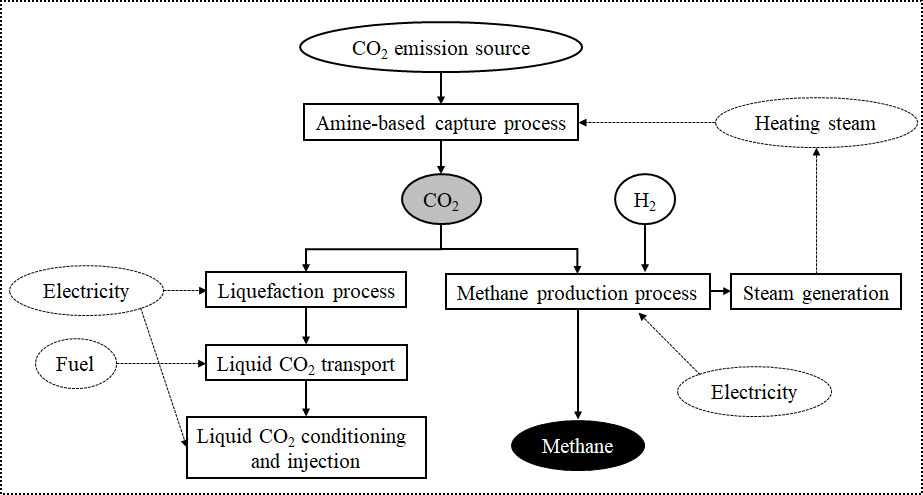 CO₂ emission source
Amine-based capture process
Heating steam
CO₂
H₂
Electricity
Liquefaction process
Methane production process
Steam generation
Fuel
Liquid CO₂ transport
Electricity
Liquid CO₂ conditioning
and injection
Methane